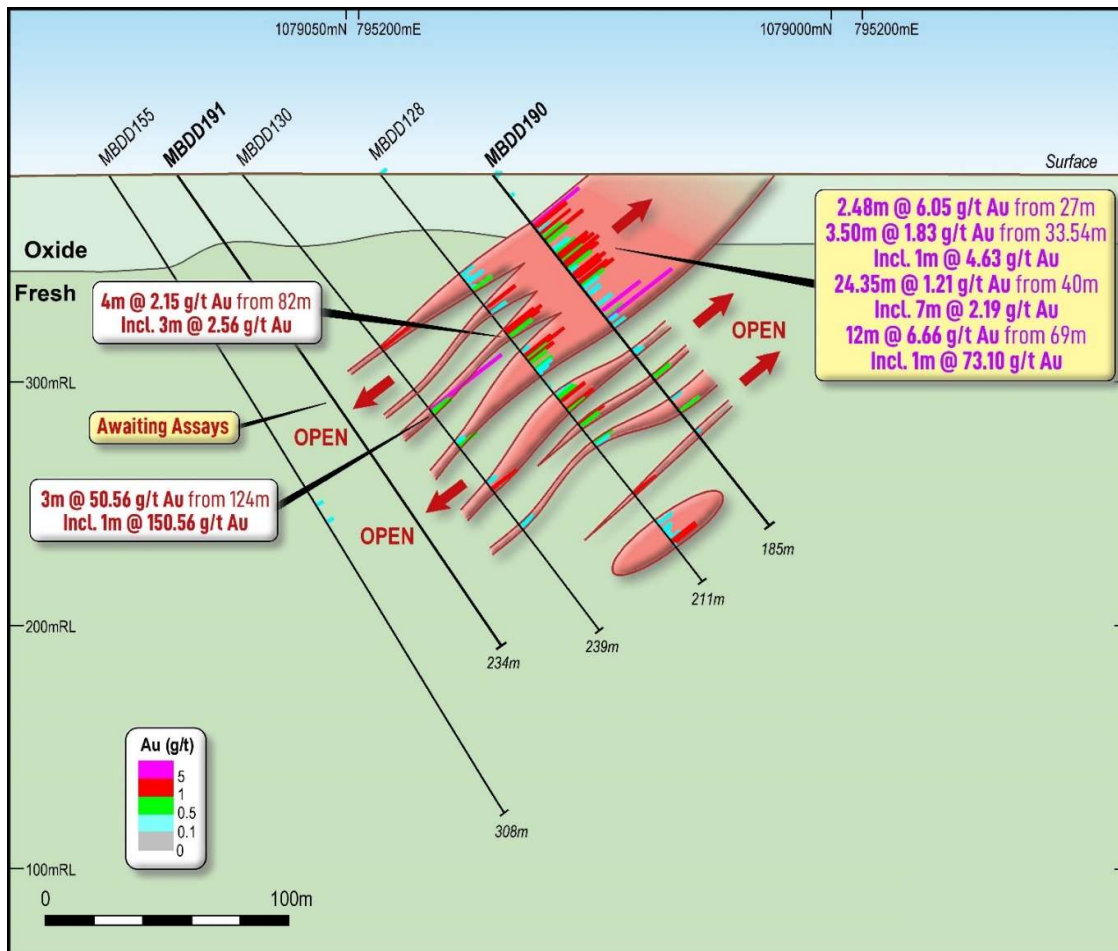 1079050mN
795200mE
1079000mN
795200mE
MBDD155
MBDD191
MBDD130
MBDD128
MBDD190
Surface
Oxide
Fresh
2.48m @ 6.05 g/t Au from 27m
3.50m @ 1.83 g/t Au from 33.54m
Incl. 1m @ 4.63 g/t Au
24.35m @ 1.21 g/t Au from 40m
Incl. 7m @ 2.19 g/t Au
12m @ 6.66 g/t Au from 69m
Incl. 1m @ 73.10 g/t Au
4m @ 2.15 g/t Au from 82m
Incl. 3m @ 2.56 g/t Au
OPEN
300mRL
Awaiting Assays
OPEN
3m @ 50.56 g/t Au from 124m
Incl. 1m @ 150.56 g/t Au
OPEN
185m
211m
200mRL
239m
234m
Au (g/t)
5
1
0.5
0.1
0
308m
100mRL
0
100m